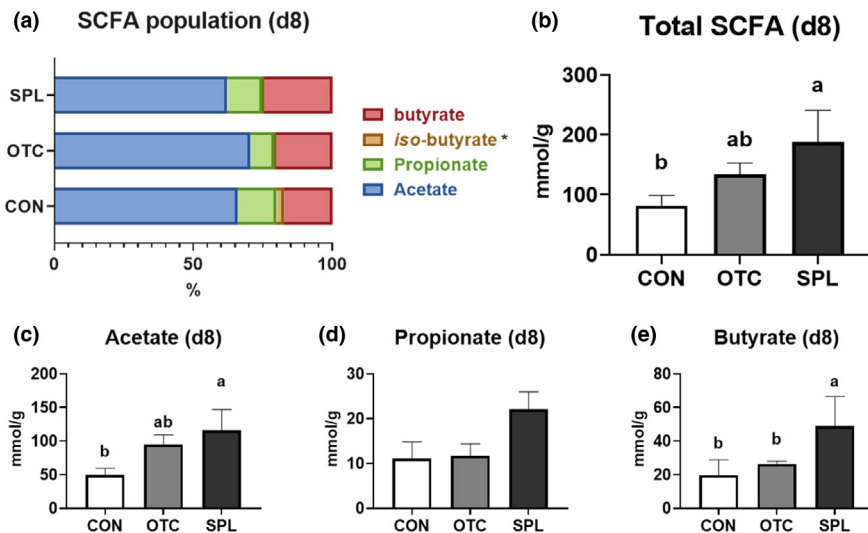 (a)
SCFA population (d8)
SPL
OTC
CON
0
50
100
%
butyrate
iso-butyrate *
Propionate
Acetate
(b)
Total SCFA (d8)
300
200
100
0
mmol/g
b
ab
a
CON
OTC
SPL
(c)
Acetate (d8)
200
150
100
50
0
mmol/g
b
ab
a
CON
OTC
SPL
(d)
Propionate (d8)
30
20
10
0
mmol/g
CON
OTC
SPL
(e)
Butyrate (d8)
80
60
40
20
0
mmol/g
b
b
a
CON
OTC
SPL